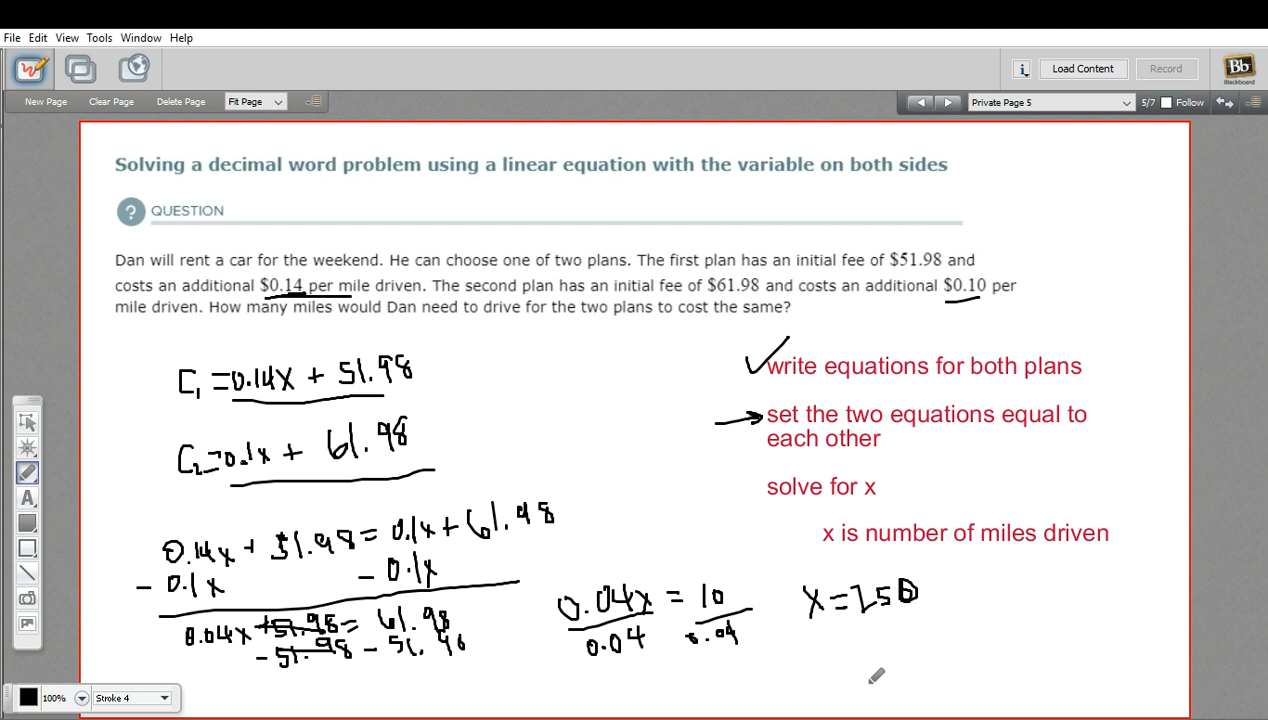 File Edit View Tools Window Help
Load Content Record Bb Blackboard
New Page Clear Page Delete Page Fit Page Private Page 5 5/7 Follow
Solving a decimal word problem using a linear equation with the variable on both sides
? QUESTION
Dan will rent a car for the weekend. He can choose one of two plans. The first plan has an initial fee of $51.98 and
costs an additional $0.14 per mile driven. The second plan has an initial fee of $61.98 and costs an additional $0.10 per
mile driven. How many miles would Dan need to drive for the two plans to cost the same?
C₁ = 0.14x + 51.98
C₂ = 0.1x + 61.98
0.14x + 51.98 = 0.1x + 61.98
- 0.1x - 0.1x
0.04x + 51.98 = 61.98
- 51.98 - 51.98
0.04x = 10
0.04 0.04
x = 250
write equations for both plans
set the two equations equal to
each other
solve for x
x is number of miles driven
100% Stroke 4